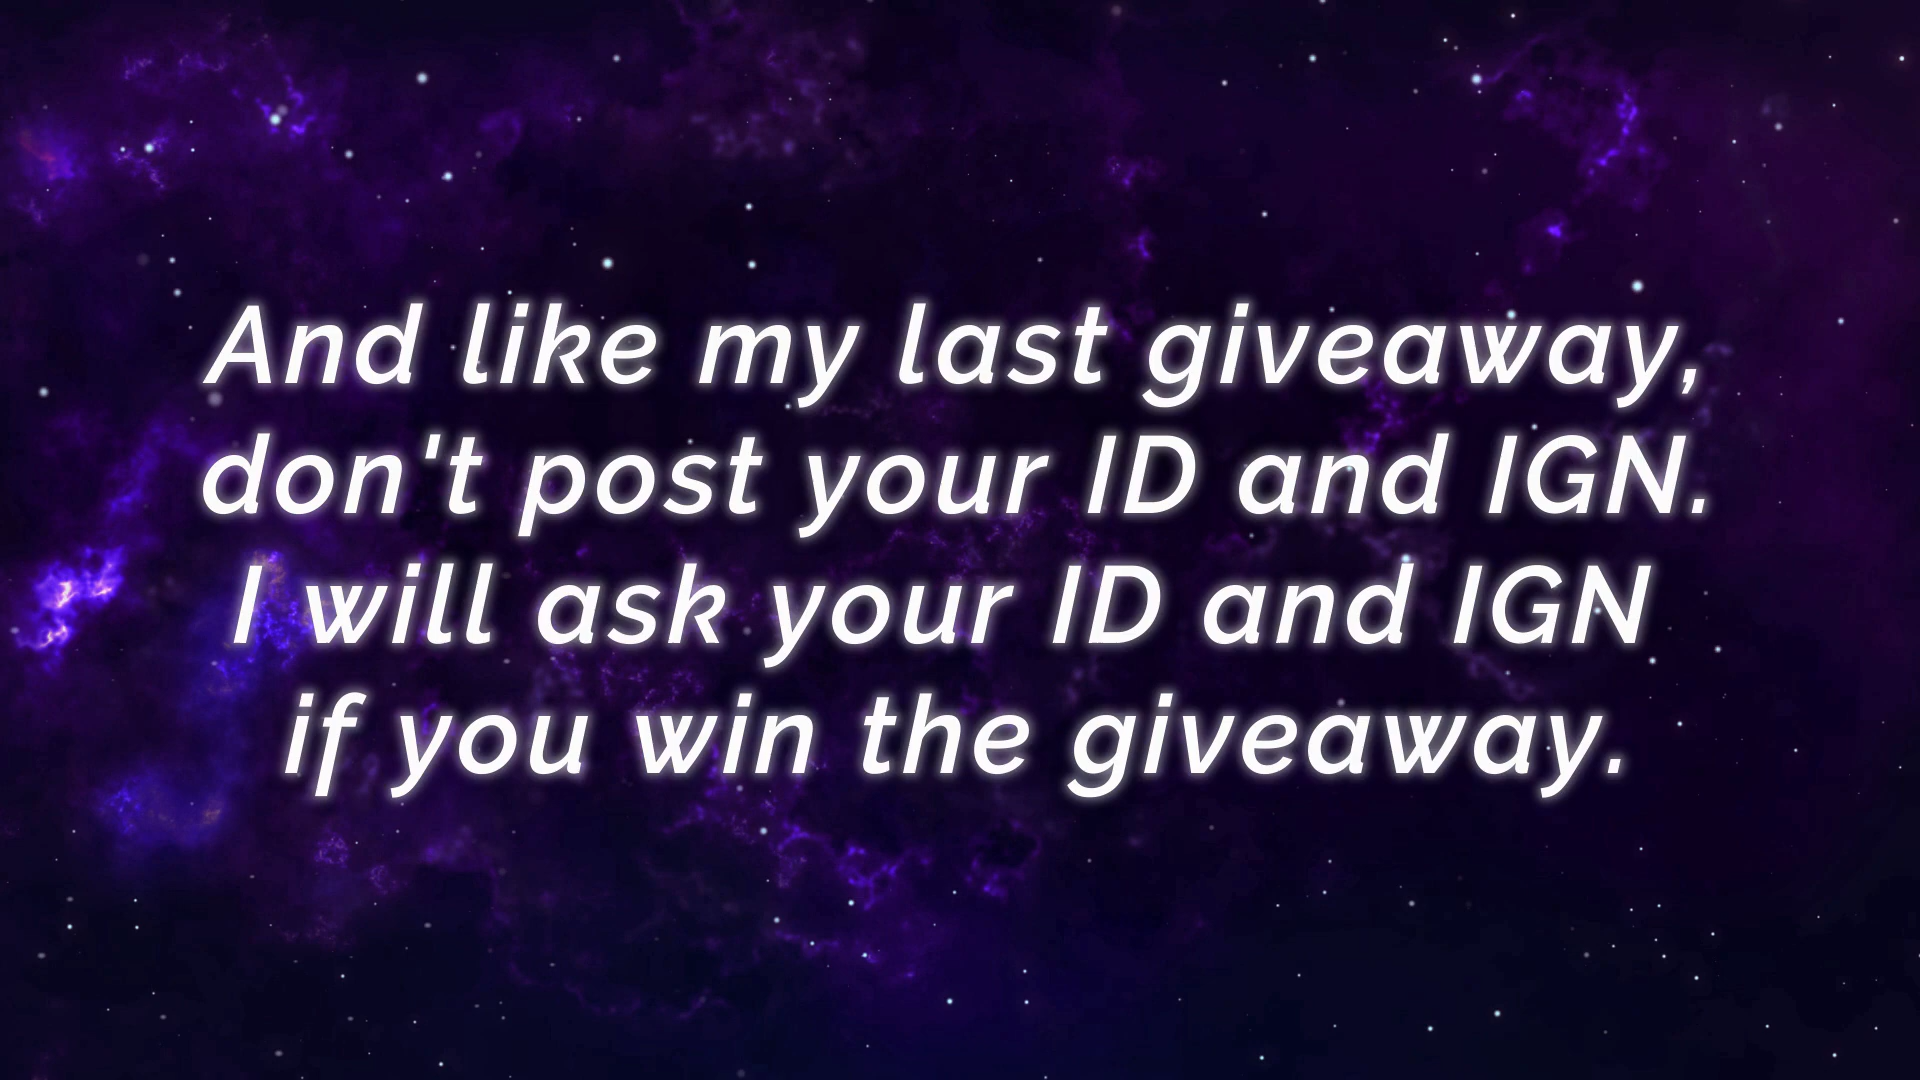 And like my last giveaway,
don't post your ID and IGN.
I will ask your ID and IGN
if you win the giveaway.